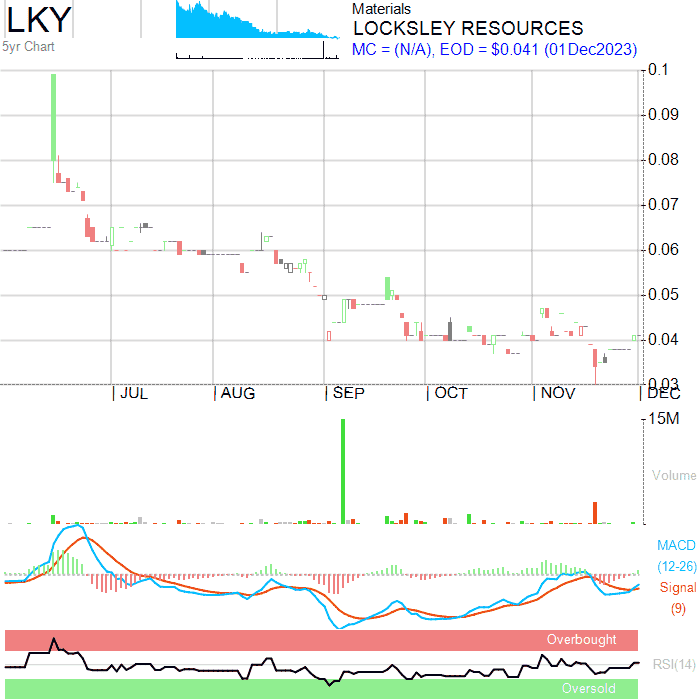 LKY
5yr Chart
Materials
LOCKSLEY RESOURCES
MC = (N/A), EOD = $0.041 (01Dec2023)
0.1
0.09
0.08
0.07
0.06
0.05
0.04
0.03
JUL AUG SEP OCT NOV DEC
15M
Volume
MACD
(12-26)
Signal
(9)
Overbought
RSI(14)
Oversold